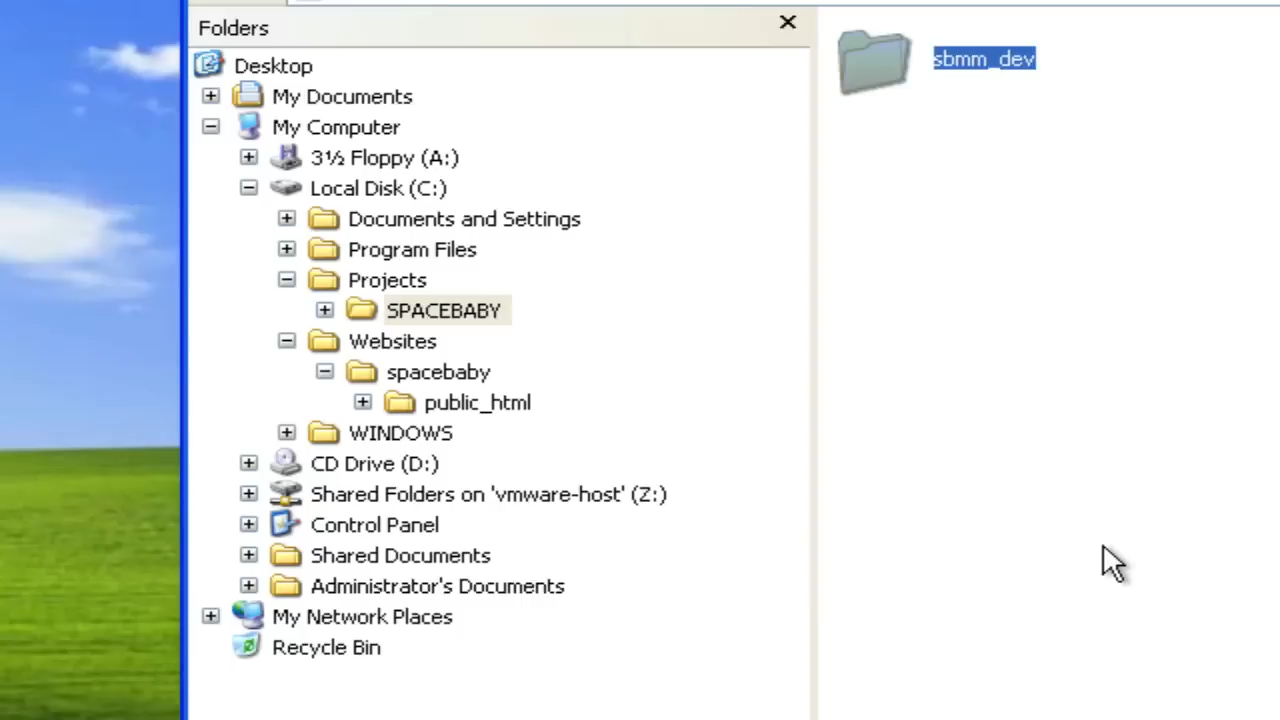 Folders
Desktop
My Documents
My Computer
3½ Floppy (A:)
Local Disk (C:)
Documents and Settings
Program Files
Projects
SPACEBABY
Websites
spacebaby
public_html
WINDOWS
CD Drive (D:)
Shared Folders on 'vmware-host' (Z:)
Control Panel
Shared Documents
Administrator's Documents
My Network Places
Recycle Bin
sbmm_dev